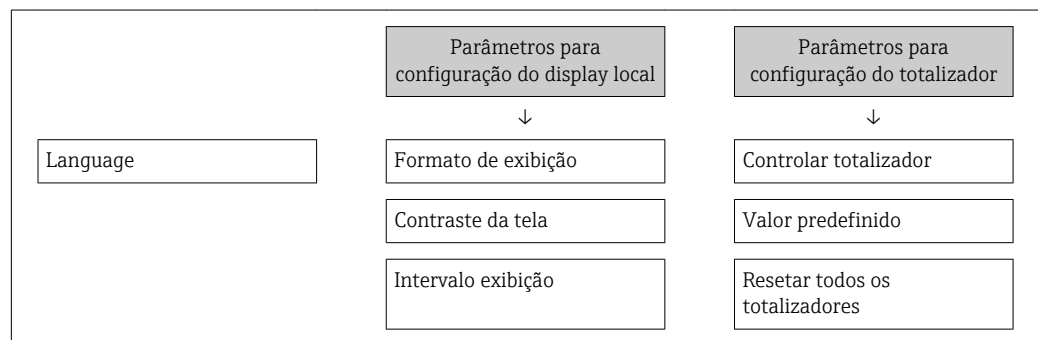 Parâmetros para
configuração do display local
Parâmetros para
configuração do totalizador
↓
↓
Language
Formato de exibição
Controlar totalizador
Contraste da tela
Valor predefinido
Intervalo exibição
Resetar todos os
totalizadores